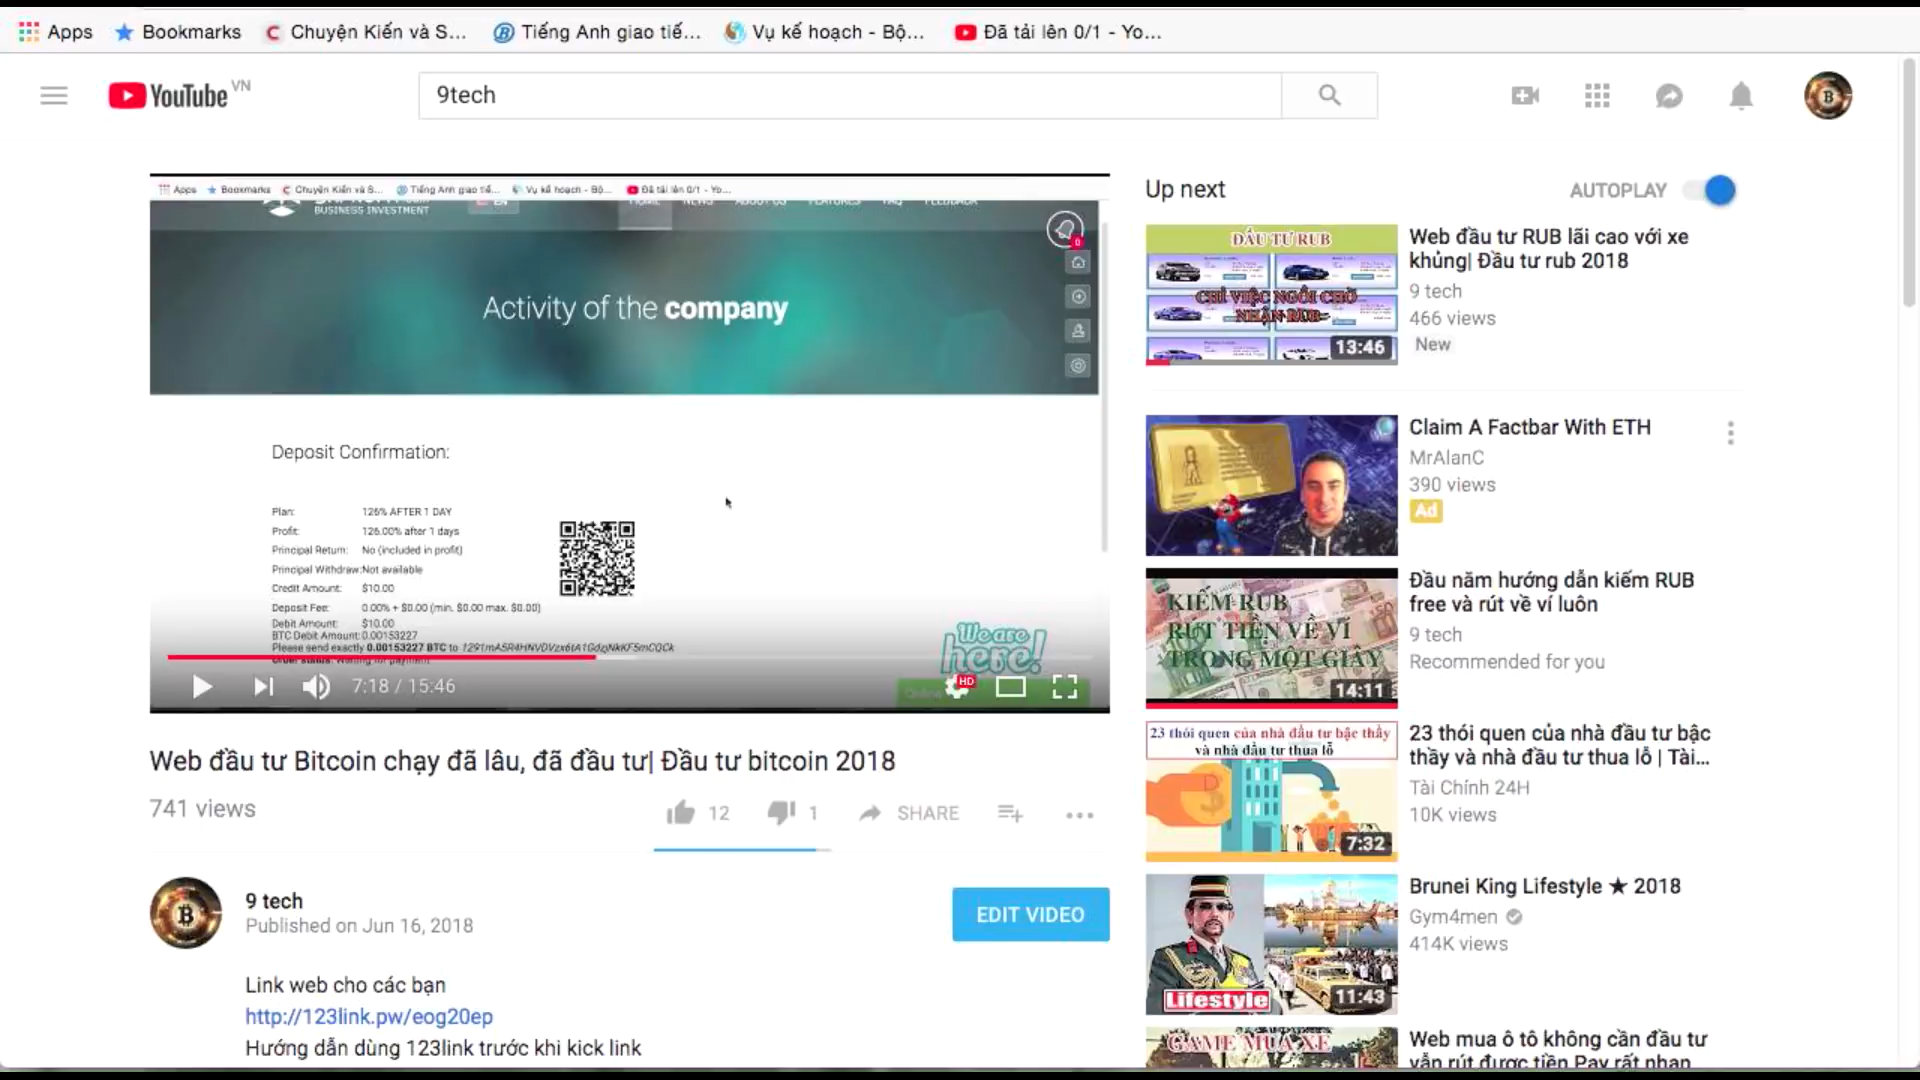 Apps
Bookmarks
Chuyện Kiến và S...
Tiếng Anh giao tiế...
Vụ kế hoạch - Bộ...
Đã tải lên 0/1 - Yo...
YouTube VN
9tech
Apps
Bookmarks
Chuyện Kiến và S...
Tiếng Anh giao tiế...
Vụ kế hoạch - Bộ...
Đã tải lên 0/1 - Yo...
BUSINESS INVESTMENT
EN
HOME
NEWS
ABOUT US
FEATURES
FAQ
FEEDBACK
0
Activity of the company
Deposit Confirmation:
Plan: 126% AFTER 1 DAY
Profit: 126.00% after 1 days
Principal Return: No (included in profit)
Principal Withdraw: Not available
Credit Amount: $10.00
Deposit Fee: 0.00% + $0.00 (min. $0.00 max. $0.00)
Debit Amount: $10.00
BTC Debit Amount: 0.00153227
Please send exactly 0.00153227 BTC to
Order status: Waiting for payment
We are here!
HD
7:18 / 15:46
Web đầu tư Bitcoin chạy đã lâu, đã đầu tư| Đầu tư bitcoin 2018
741 views
12
1
SHARE
9 tech
Published on Jun 16, 2018
EDIT VIDEO
Link web cho các bạn
http://123link.pw/eog20ep
Hướng dẫn dùng 123link trước khi kick link
Up next
AUTOPLAY
ĐẦU TƯ RUB
CHỈ VIỆC NGỒI CHỜ
NHẬN RUB
13:46
Web đầu tư RUB lãi cao với xe
khủng| Đầu tư rub 2018
9 tech
466 views
New
Claim A Factbar With ETH
MrAlanC
390 views
Ad
KIẾM RUB
RÚT TIỀN VỀ VÍ
TRONG MỘT GIÂY
14:11
Đầu năm hướng dẫn kiếm RUB
free và rút về ví luôn
9 tech
Recommended for you
23 thói quen của nhà đầu tư bậc thầy
và nhà đầu tư thua lỗ
7:32
23 thói quen của nhà đầu tư bậc
thầy và nhà đầu tư thua lỗ | Tài...
Tài Chính 24H
10K views
Lifestyle
11:43
Brunei King Lifestyle ★ 2018
Gym4men
414K views
GAME MUA XE
Web mua ô tô không cần đầu tư
vẫn rút được tiền Pay rất nhan